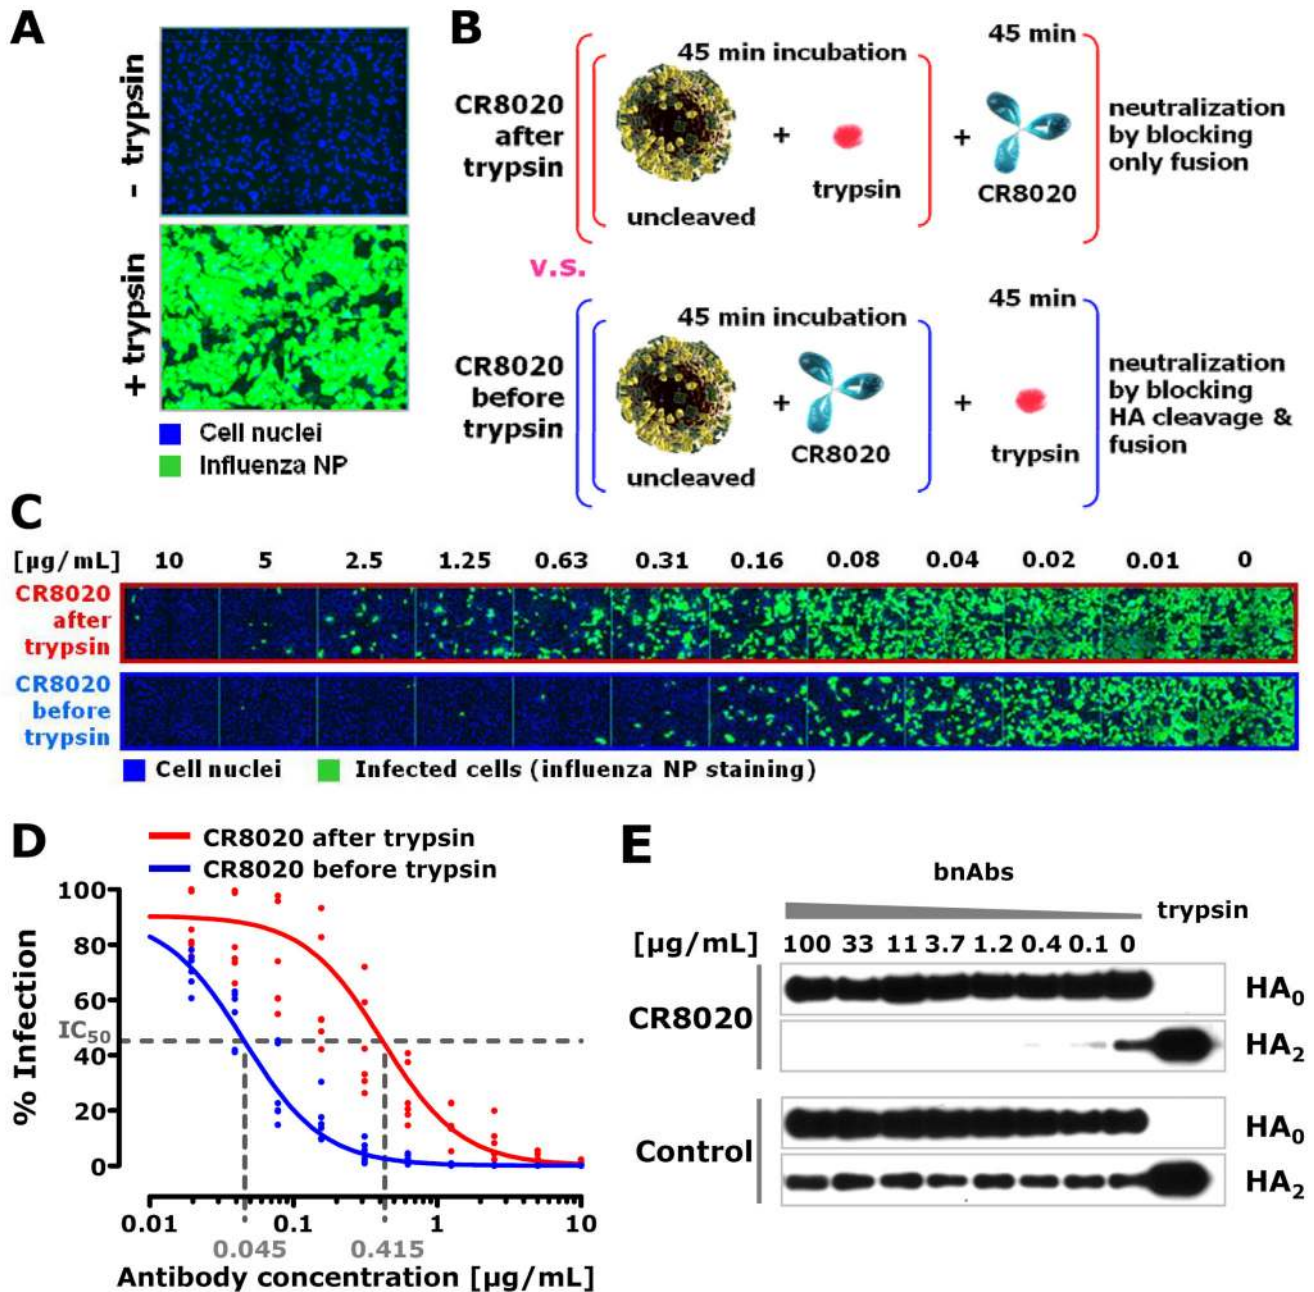 A
- trypsin
+ trypsin
Cell nuclei
Influenza NP
B
CR8020
after
trypsin
45 min incubation
uncleaved
+
trypsin
+
45 min
CR8020
neutralization
by blocking
only fusion
v.s.
CR8020
before
trypsin
45 min incubation
uncleaved
+
CR8020
+
45 min
trypsin
neutralization
by blocking
HA cleavage &
fusion
C
[µg/mL] 10 5 2.5 1.25 0.63 0.31 0.16 0.08 0.04 0.02 0.01 0
CR8020
after
trypsin
CR8020
before
trypsin
Cell nuclei
Infected cells (influenza NP staining)
D
CR8020 after trypsin
CR8020 before trypsin
% Infection
100
80
60
IC50
40
20
0
0.01 0.1 1 10
0.045 0.415
Antibody concentration [µg/mL]
E
bnAbs
trypsin
[µg/mL] 100 33 11 3.7 1.2 0.4 0.1 0
CR8020
HA0
HA2
Control
HA0
HA2